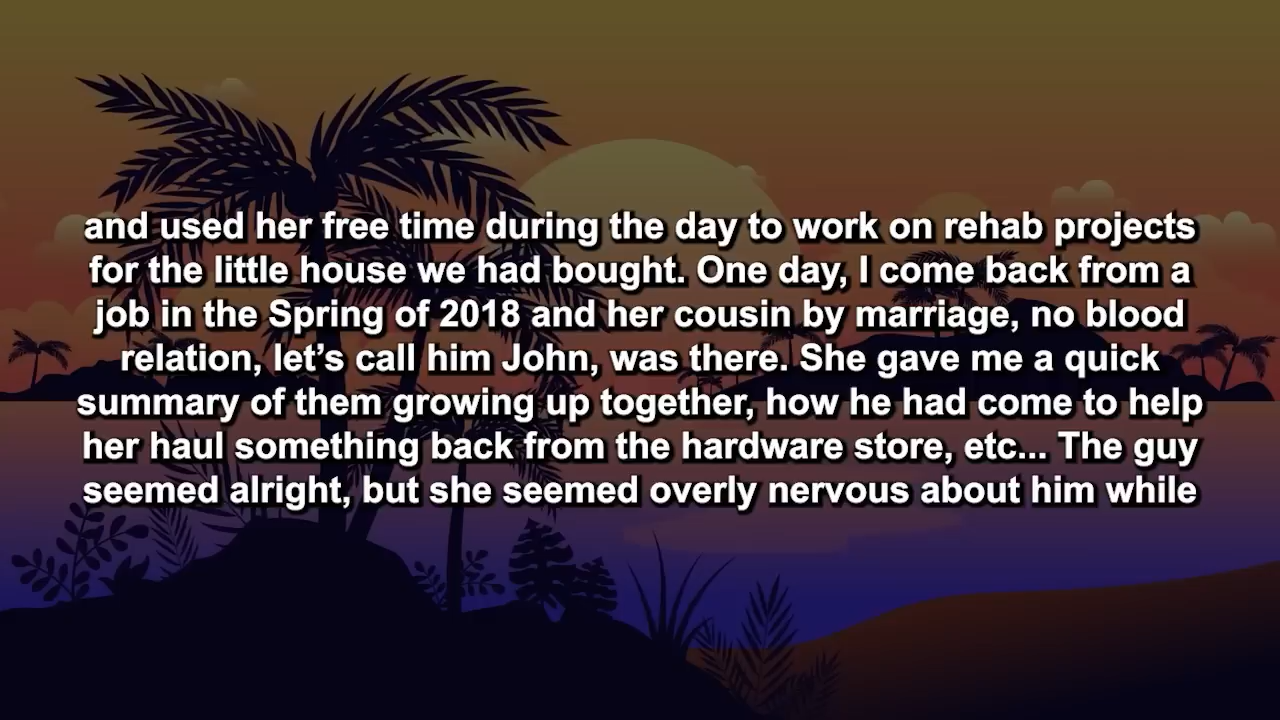 and used her free time during the day to work on rehab projects
for the little house we had bought. One day, I come back from a
job in the Spring of 2018 and her cousin by marriage, no blood
relation, let’s call him John, was there. She gave me a quick
summary of them growing up together, how he had come to help
her haul something back from the hardware store, etc... The guy
seemed alright, but she seemed overly nervous about him while